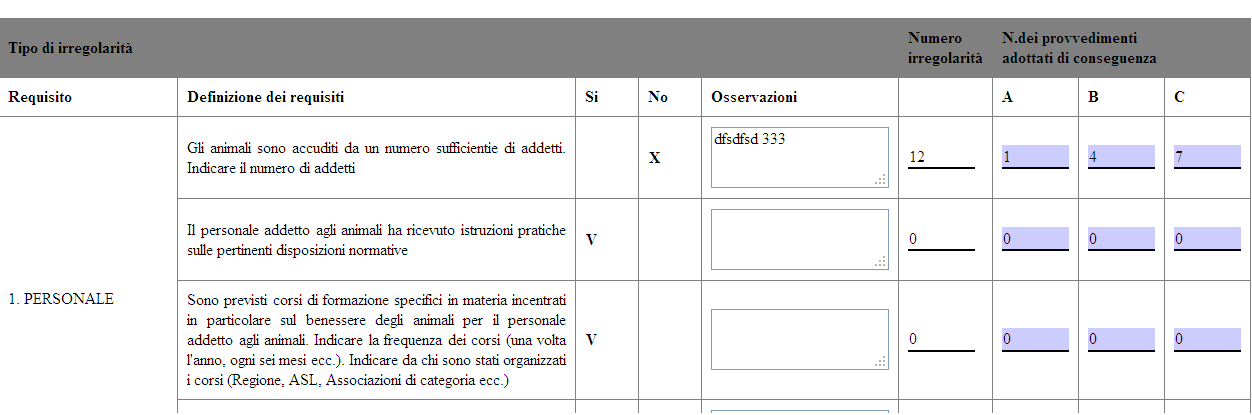 Tipo di irregolarità
Numero
irregolarità
N.dei provvedimenti
adottati di conseguenza
Requisito
Definizione dei requisiti
Si
No
Osservazioni
A
B
C
1. PERSONALE
Gli animali sono accuditi da un numero sufficientie di addetti.
Indicare il numero di addetti
X
dfsdfsd 333
12
1
4
7
Il personale addetto agli animali ha ricevuto istruzioni pratiche
sulle pertinenti disposizioni normative
V
0
0
0
0
Sono previsti corsi di formazione specifici in materia incentrati
in particolare sul benessere degli animali per il personale
addetto agli animali. Indicare la frequenza dei corsi (una volta
l'anno, ogni sei mesi ecc.). Indicare da chi sono stati organizzati
i corsi (Regione, ASL, Associazioni di categoria ecc.)
V
0
0
0
0